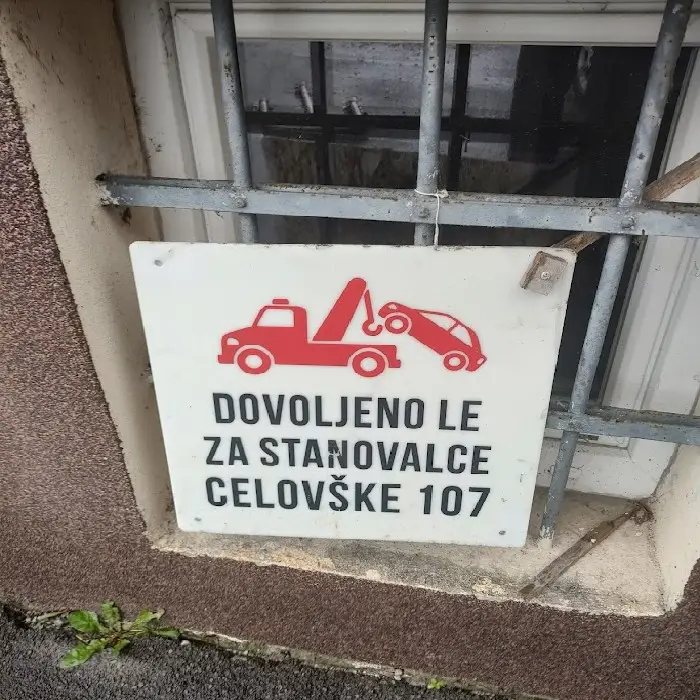 DOVOLJENO LE
ZA STANOVALCE
CELOVŠKE 107